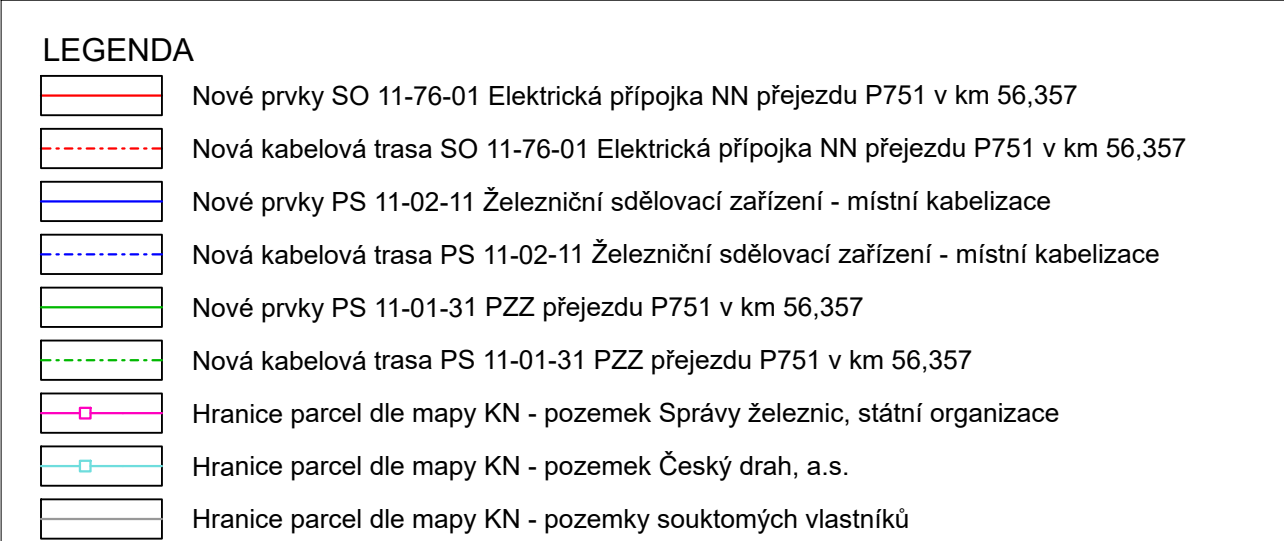 LEGENDA
Nové prvky SO 11-76-01 Elektrická přípojka NN přejezdu P751 v km 56,357
Nová kabelová trasa SO 11-76-01 Elektrická přípojka NN přejezdu P751 v km 56,357
Nové prvky PS 11-02-11 Železniční sdělovací zařízení - místní kabelizace
Nová kabelová trasa PS 11-02-11 Železniční sdělovací zařízení - místní kabelizace
Nové prvky PS 11-01-31 PZZ přejezdu P751 v km 56,357
Nová kabelová trasa PS 11-01-31 PZZ přejezdu P751 v km 56,357
Hranice parcel dle mapy KN - pozemek Správy železnic, státní organizace
Hranice parcel dle mapy KN - pozemek Český drah, a.s.
Hranice parcel dle mapy KN - pozemky souktomých vlastníků